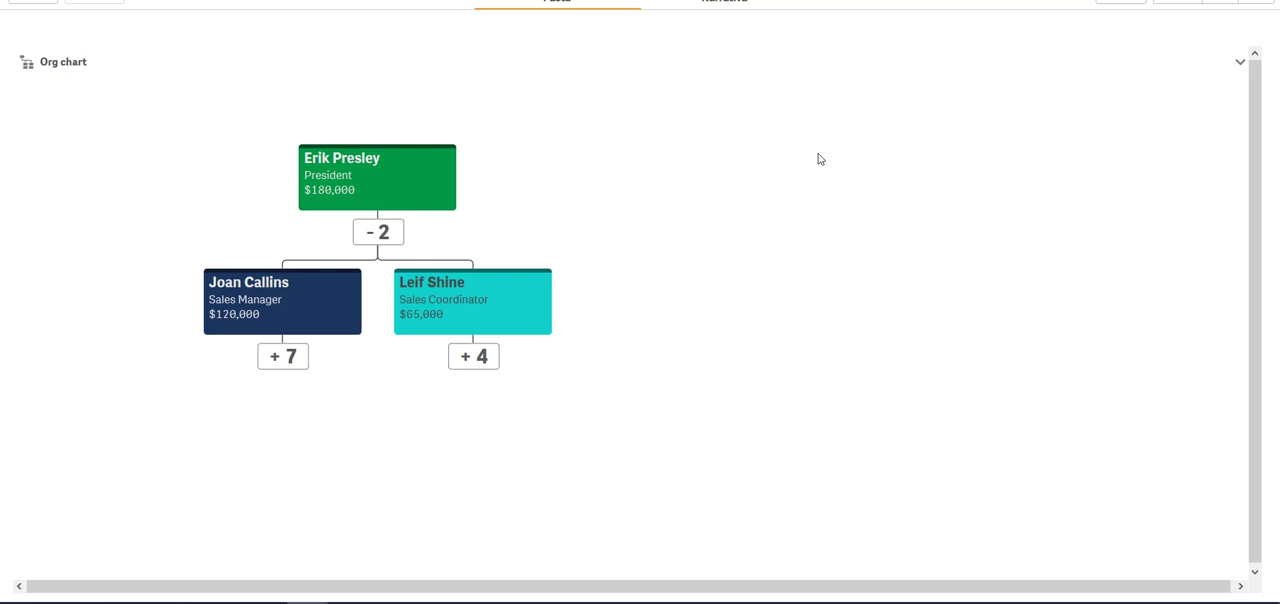 Org chart
Erik Presley
President
$180,000
- 2
Joan Callins
Sales Manager
$120,000
Leif Shine
Sales Coordinator
$65,000
+ 7
+ 4